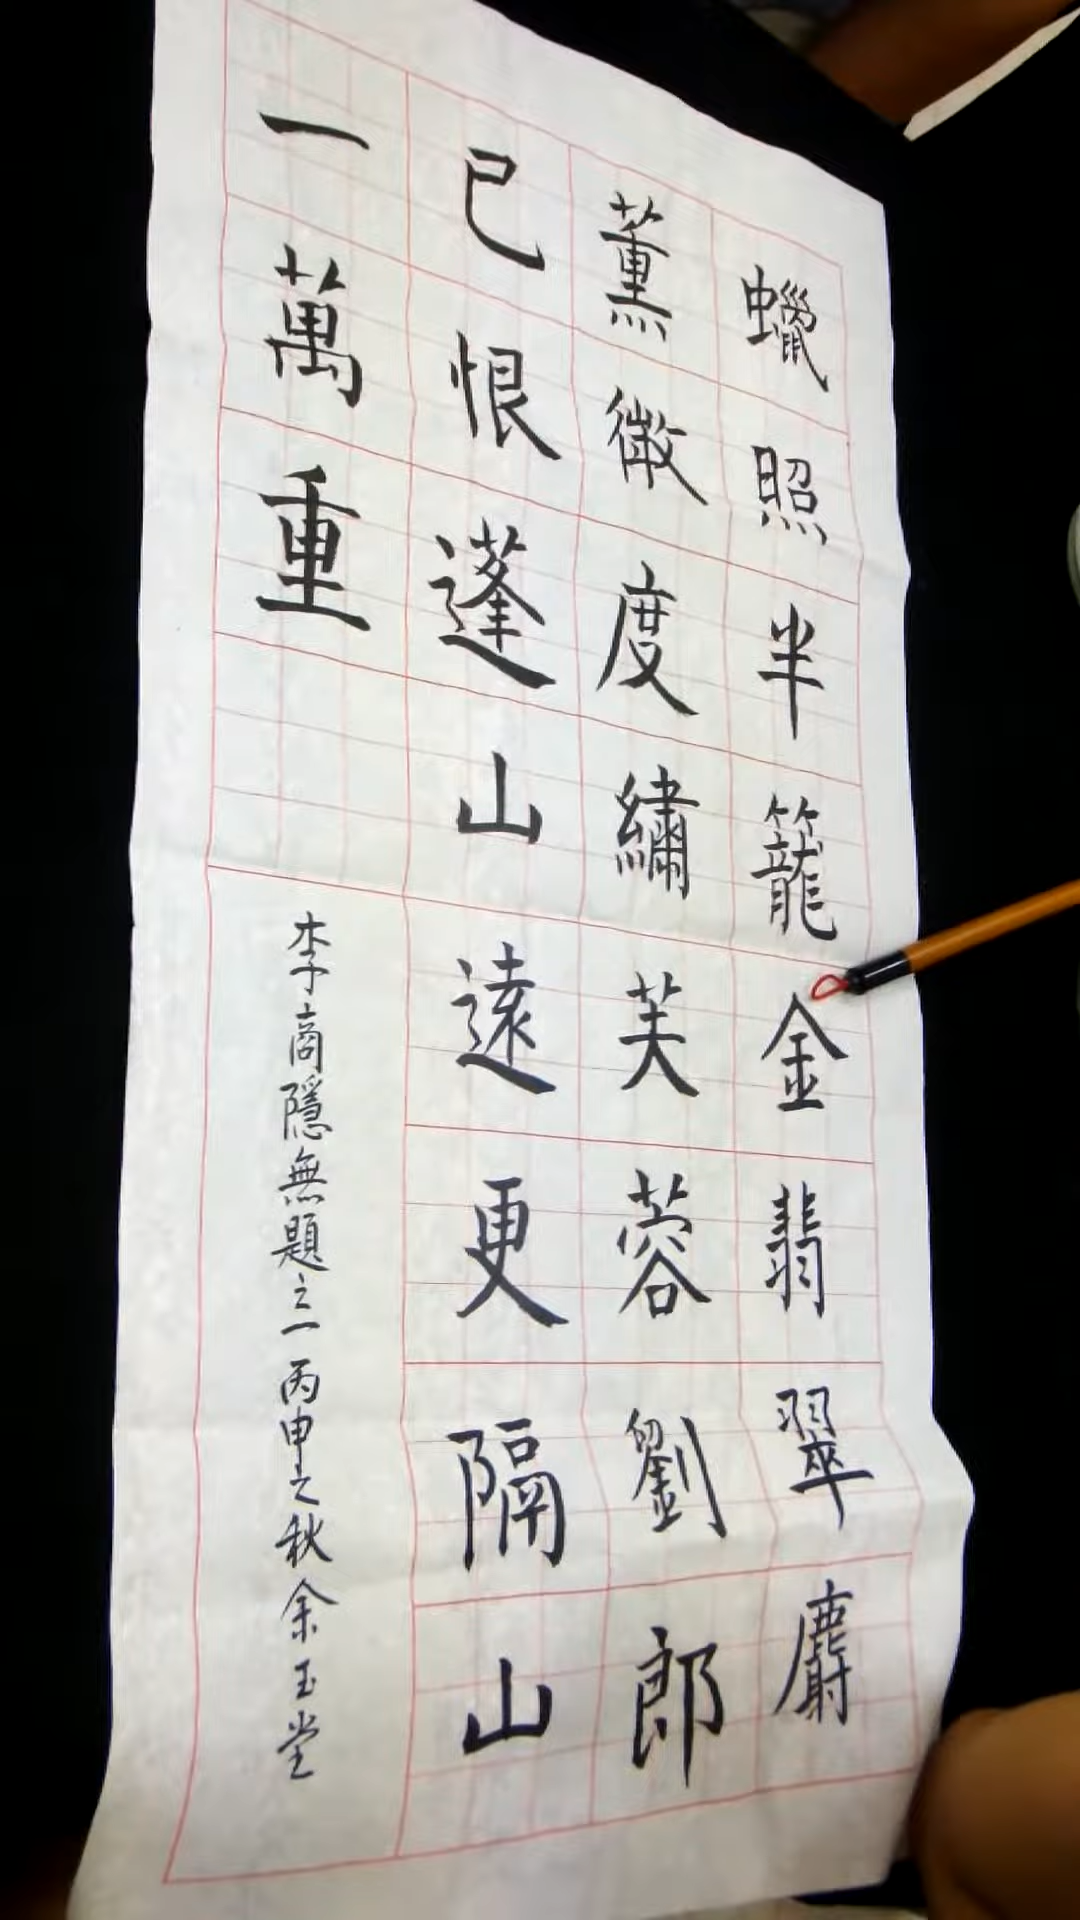 蠟照半籠金翡翠麝
薰微度繡芙蓉劉郎
已恨蓬山遠更隔山
一萬重
李商隱無題之一丙申之秋余玉堂